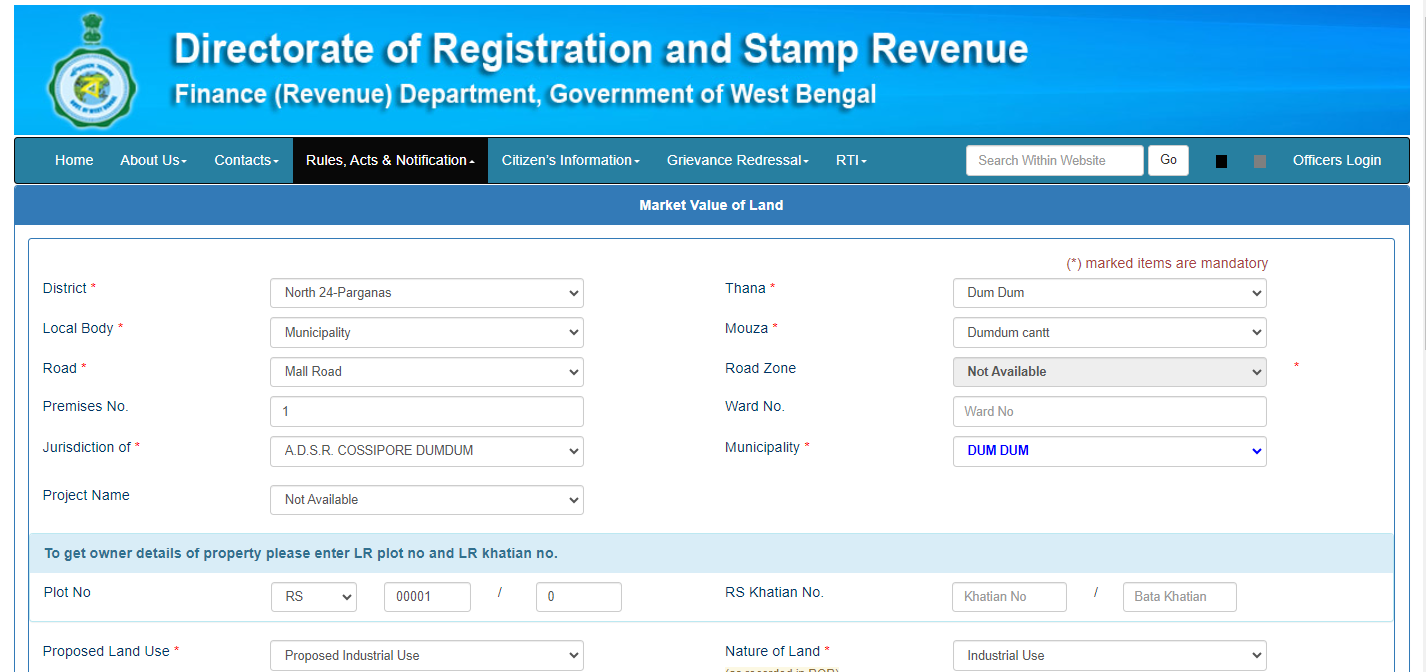 Directorate of Registration and Stamp Revenue
Finance (Revenue) Department, Government of West Bengal
Home About Us Contacts Rules, Acts & Notification Citizen's Information Grievance Redressal RTI Search Within Website Go Officers Login
Market Value of Land
(*) marked items are mandatory
District * North 24-Parganas Thana * Dum Dum
Local Body * Municipality Mouza * Dumdum cantt
Road * Mall Road Road Zone Not Available *
Premises No. 1 Ward No. Ward No
Jurisdiction of * A.D.S.R. COSSIPORE DUMDUM Municipality * DUM DUM
Project Name Not Available
To get owner details of property please enter LR plot no and LR khatian no.
Plot No RS 00001 / 0 RS Khatian No. Khatian No / Bata Khatian
Proposed Land Use * Proposed Industrial Use Nature of Land * Industrial Use